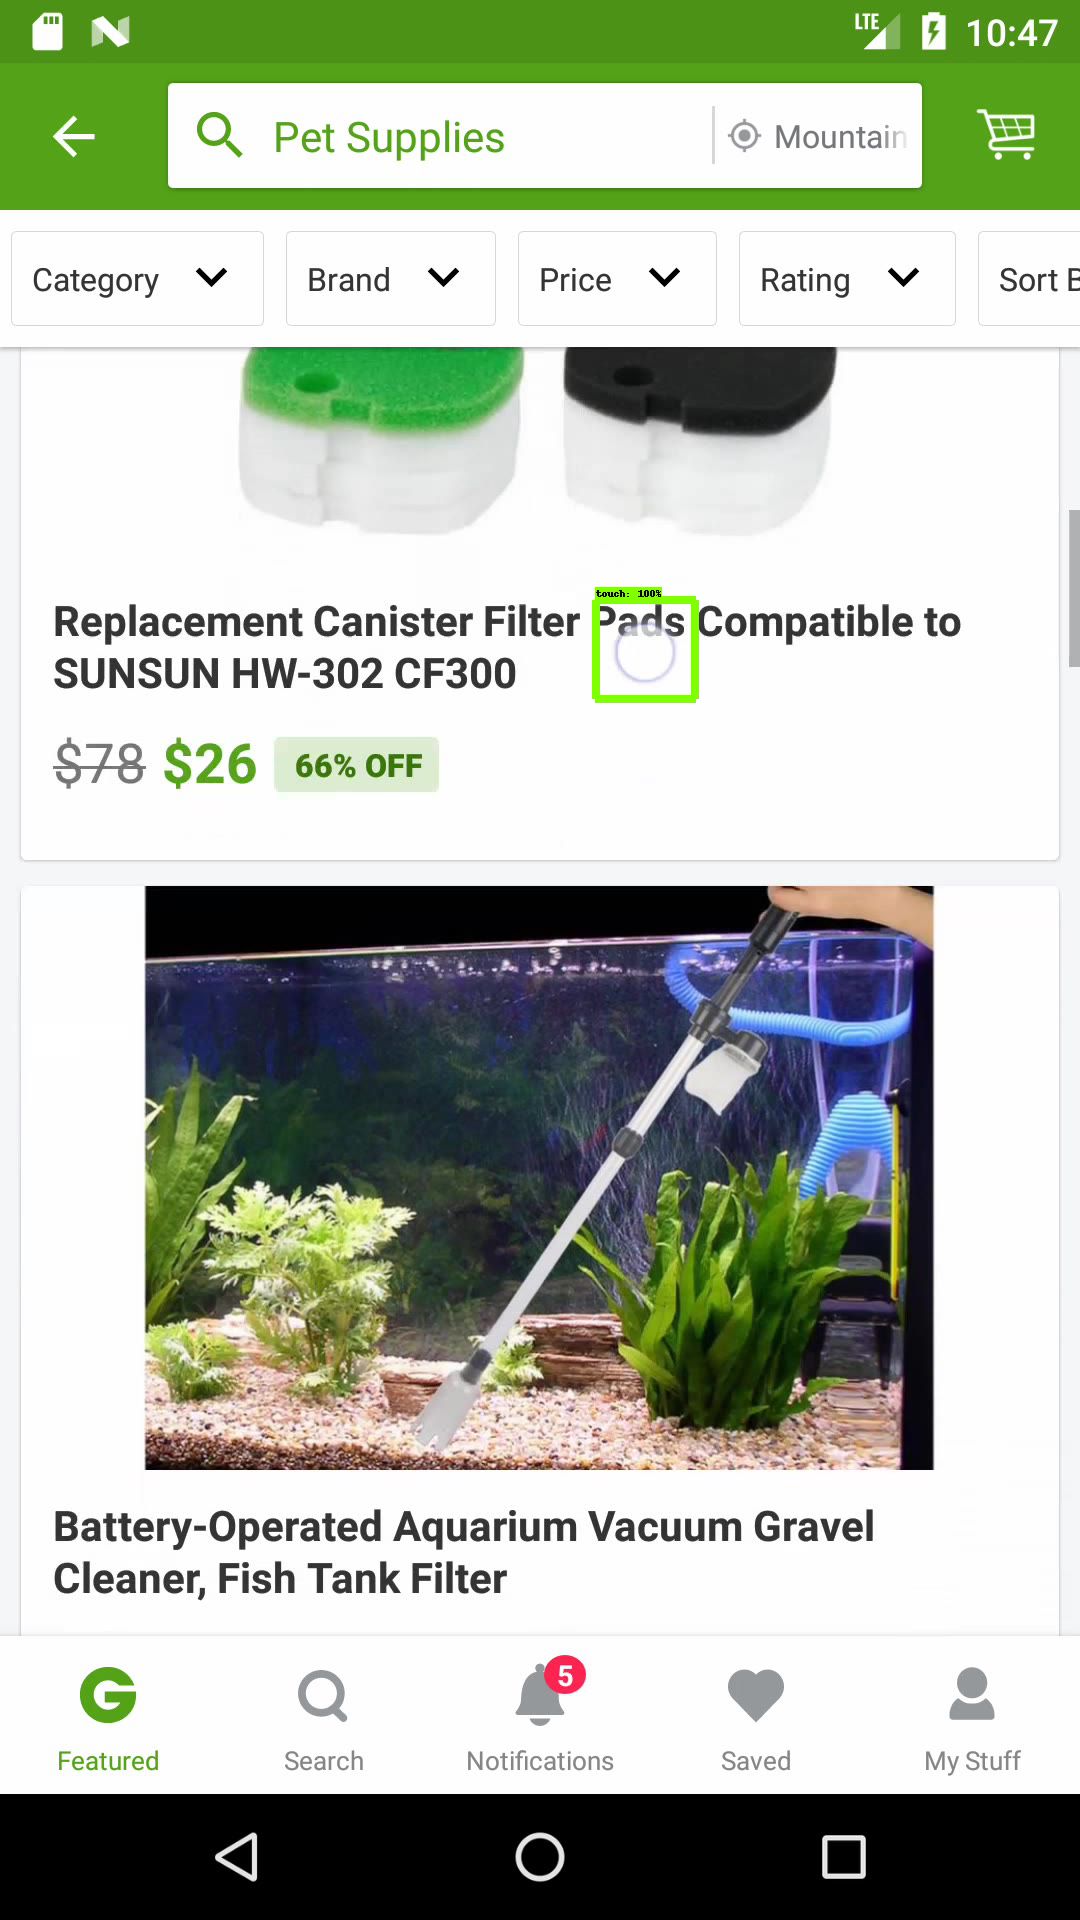 LTE 10:47
Pet Supplies Mountain
Category Brand Price Rating Sort B
touch: 100%
Replacement Canister Filter Pads Compatible to
SUNSUN HW-302 CF300
$78 $26 66% OFF
Battery-Operated Aquarium Vacuum Gravel
Cleaner, Fish Tank Filter
5
Featured Search Notifications Saved My Stuff